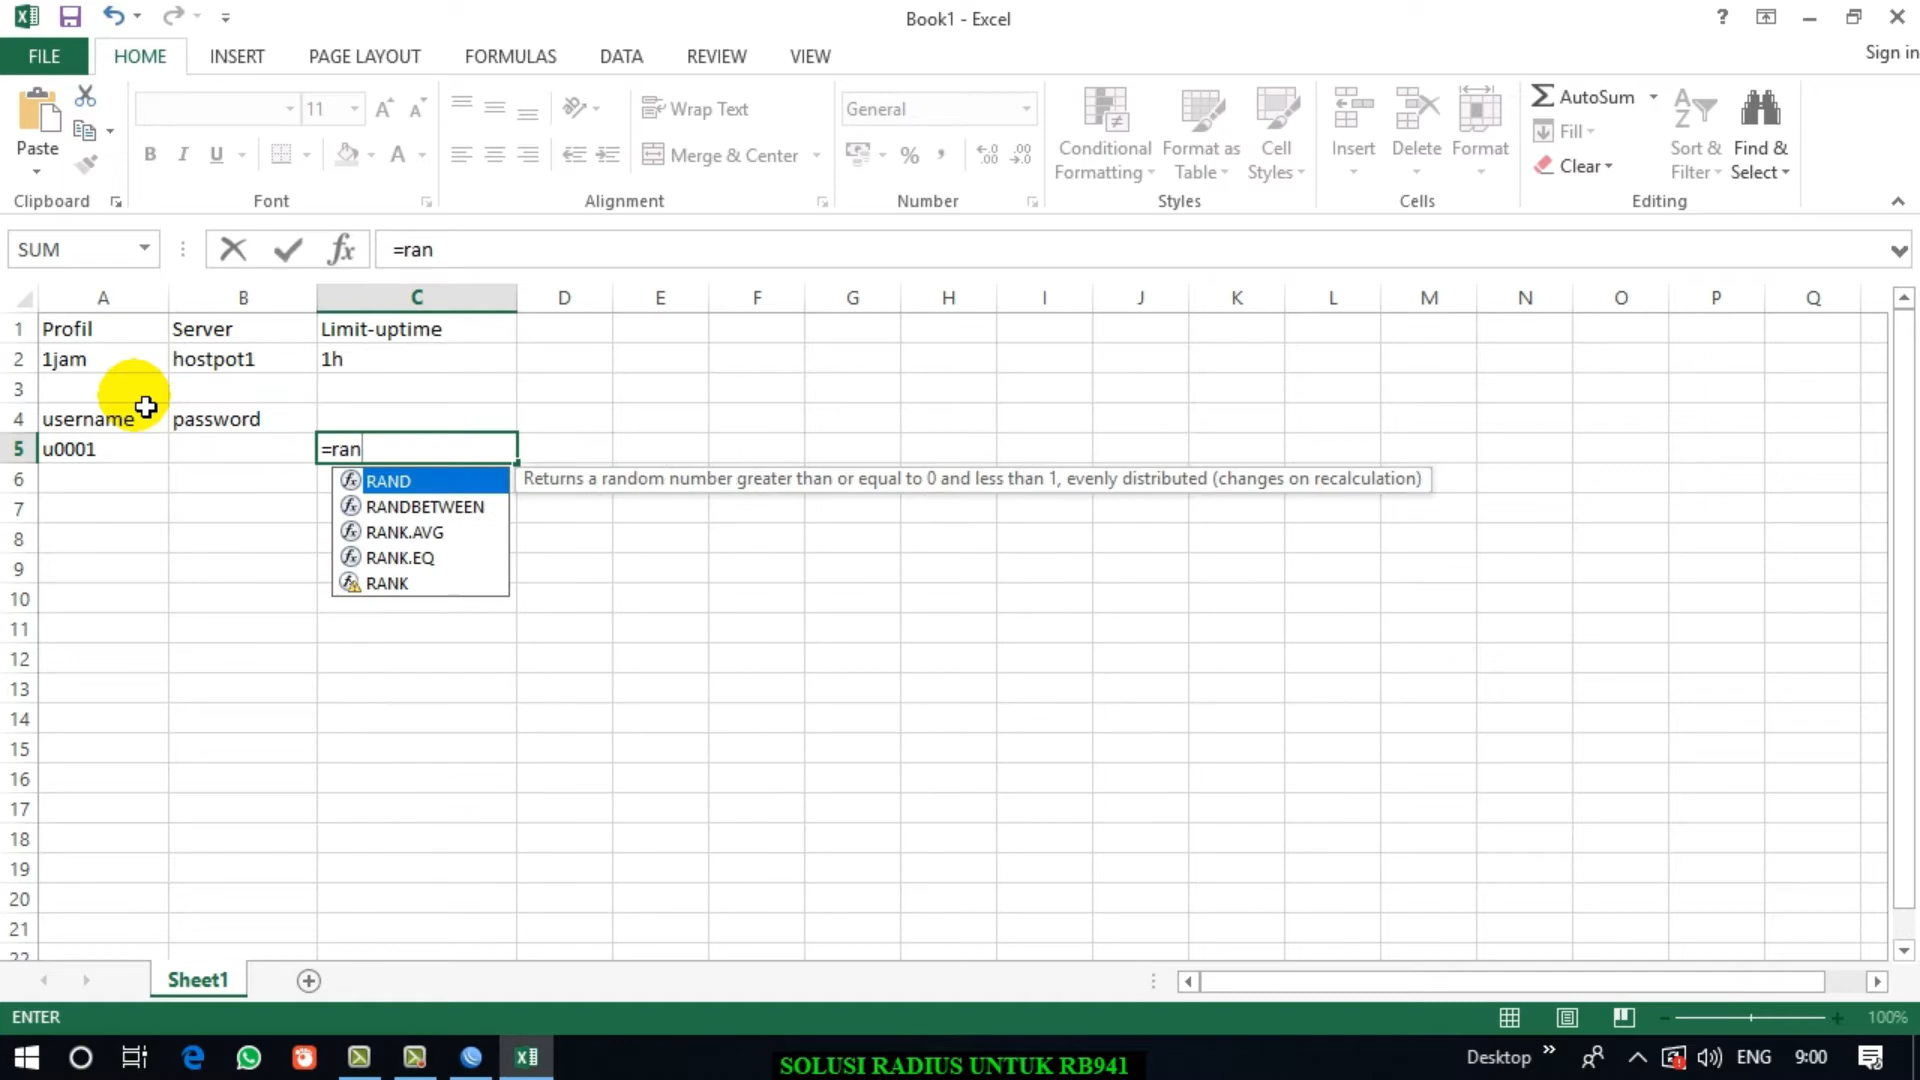 Book1 - Excel
Sign in
FILE HOME INSERT PAGE LAYOUT FORMULAS DATA REVIEW VIEW
Paste
11
Wrap Text
General
Merge & Center
Conditional Formatting
Format as Table
Cell Styles
Insert
Delete
Format
AutoSum
Fill
Clear
Sort & Filter
Find & Select
Clipboard Font Alignment Number Styles Cells Editing
SUM =ran
A B C D E F G H I J K L M N O P Q
1 Profil Server Limit-uptime
2 1jam hostpot1 1h
3
4 username password
5 u0001 =ran
6 RAND Returns a random number greater than or equal to 0 and less than 1, evenly distributed (changes on recalculation)
RANDBETWEEN
7
RANK.AVG
8
RANK.EQ
9
RANK
10
11
12
13
14
15
16
17
18
19
20
21
22
Sheet1
ENTER 100%
SOLUSI RADIUS UNTUK RB941
Desktop ENG 9:00